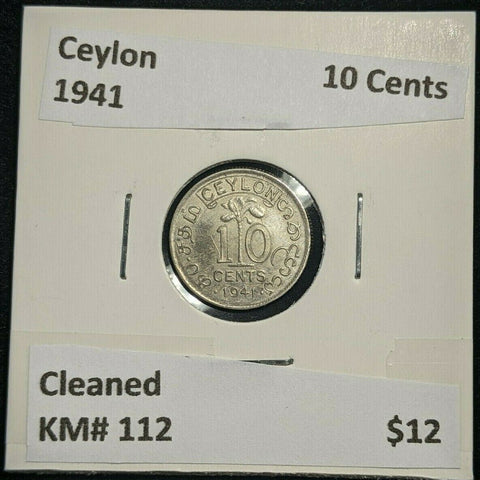 Ceylon
1941 10 Cents
CEYLON
10
CENTS
1941
Cleaned
KM# 112 $12